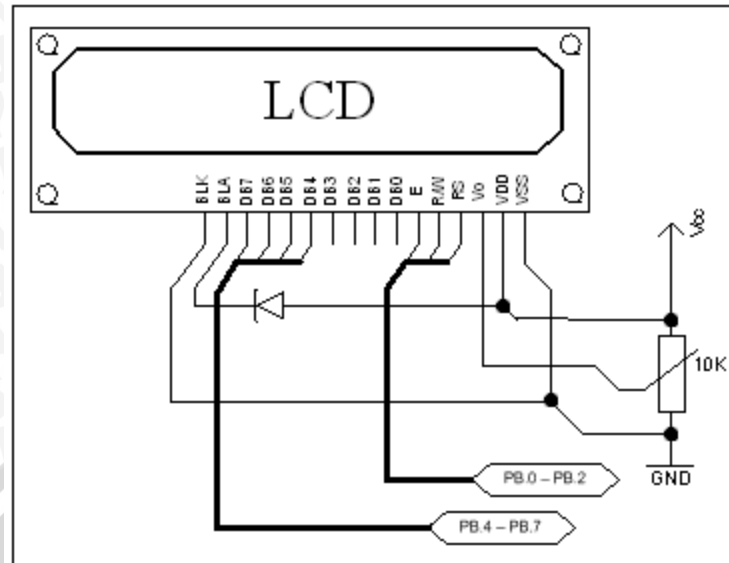 LCD
BLK BLA DB7 DB6 DB5 DB4 DB3 DB2 DB1 DB0 E R/W RS Vo VDD VSS
10K
GND
PB.0 – PB.2
PB.4 – PB.7